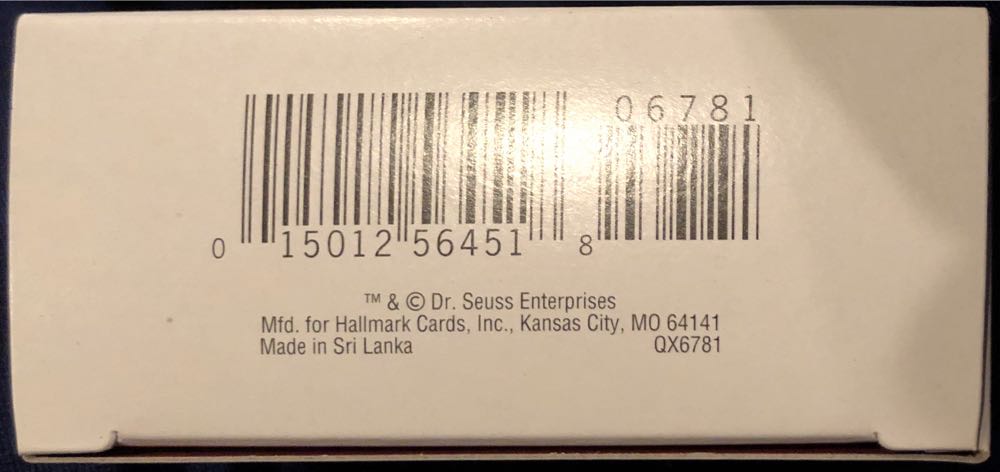 06781
0 15012 56451 8
™ & © Dr. Seuss Enterprises
Mfd. for Hallmark Cards, Inc., Kansas City, MO 64141
Made in Sri Lanka QX6781